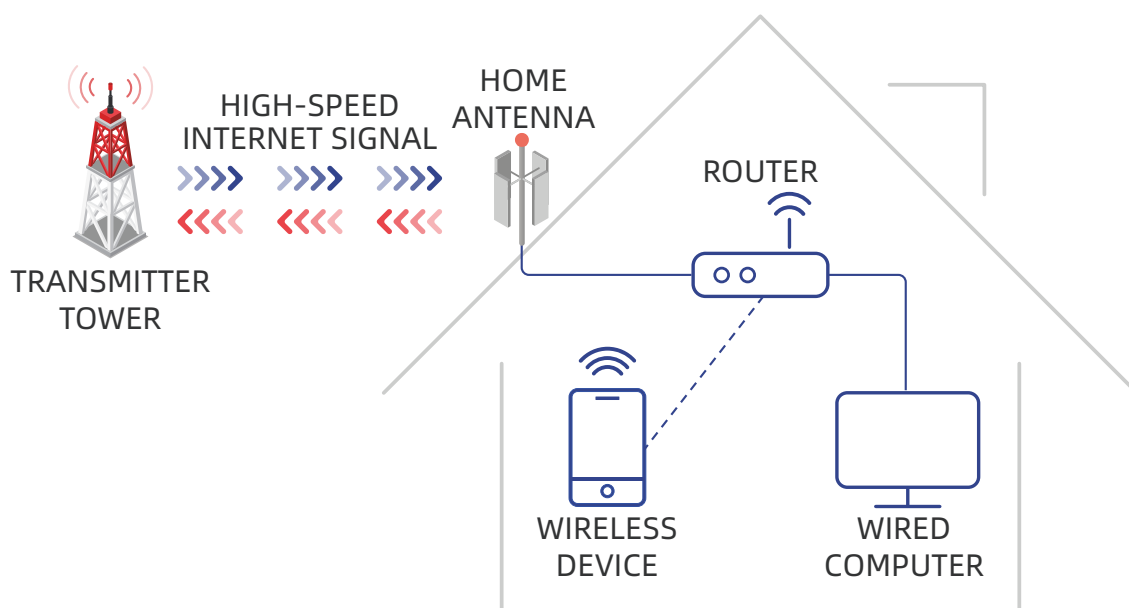 HIGH-SPEED
INTERNET SIGNAL
HOME
ANTENNA
ROUTER
TRANSMITTER
TOWER
WIRELESS
DEVICE
WIRED
COMPUTER